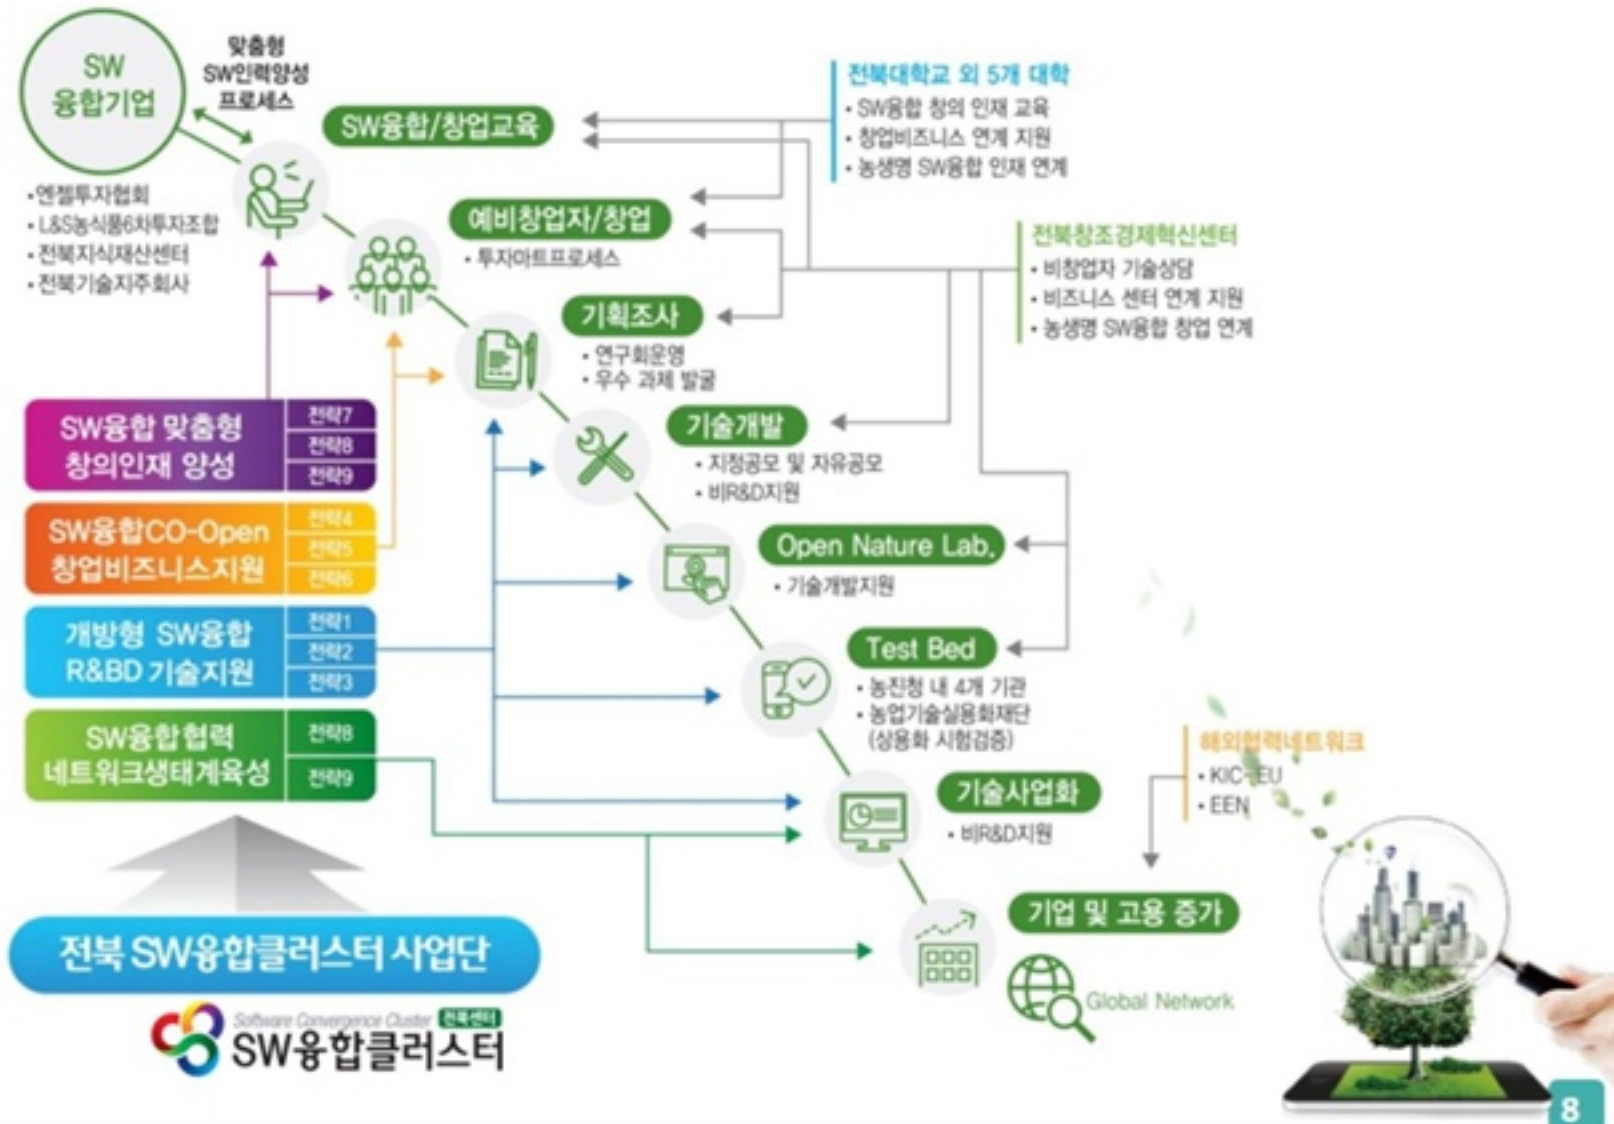 SW
융합기업
맞춤형
SW인력양성
프로세스
• 엔젤투자협회
• L&S농식품6차투자조합
• 전북지식재산센터
• 전북기술지주회사
SW융합/창업교육
예비창업자/창업
• 투자마트프로세스
기획조사
• 연구회운영
• 우수 과제 발굴
기술개발
• 지정공모 및 자유공모
• 비R&D지원
Open Nature Lab.
• 기술개발지원
Test Bed
• 농진청 내 4개 기관
• 농업기술실용화재단
(상용화 시험검증)
기술사업화
• 비R&D지원
기업 및 고용 증가
Global Network
전북대학교 외 5개 대학
• SW융합 창의 인재 교육
• 창업비즈니스 연계 지원
• 농생명 SW융합 인재 연계
전북창조경제혁신센터
• 비창업자 기술상담
• 비즈니스 센터 연계 지원
• 농생명 SW융합 창업 연계
해외협력네트워크
• KIC-EU
• EEN
SW융합 맞춤형
창의인재 양성
전략7
전략8
전략9
SW융합CO-Open
창업비즈니스지원
전략4
전략5
전략6
개방형 SW융합
R&BD 기술지원
전략1
전략2
전략3
SW융합협력
네트워크생태계육성
전략8
전략9
전북 SW융합클러스터 사업단
Software Convergence Cluster 전북센터
SW융합클러스터
8